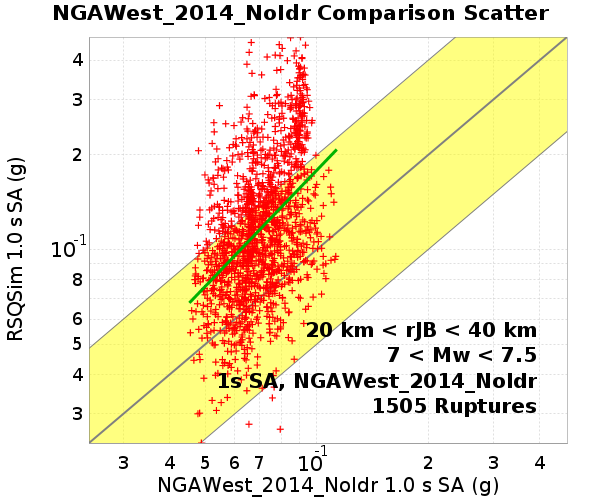 NGAWest_2014_NoIdr Comparison Scatter
RSQSim 1.0 s SA (g)
4
3
2
10-1
8
6
5
4
3
20 km < rJB < 40 km
7 < Mw < 7.5
1s SA, NGAWest_2014_NoIdr
1505 Ruptures
3 4 5 6 7 10-1 2 3 4
NGAWest_2014_NoIdr 1.0 s SA (g)